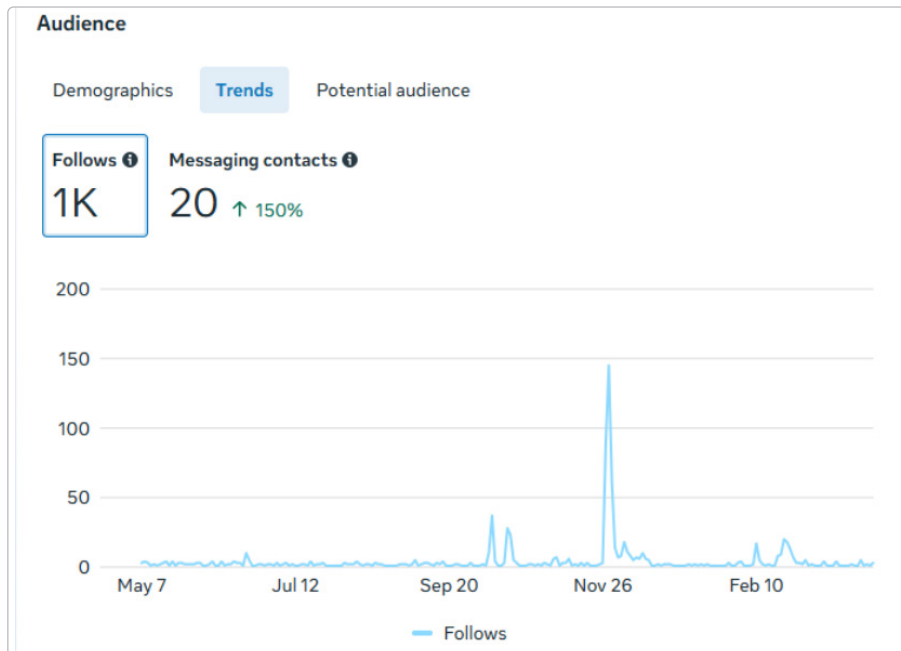 Audience
Demographics Trends Potential audience
Follows Messaging contacts
1K 20 ↑ 150%
200
150
100
50
0
May 7 Jul 12 Sep 20 Nov 26 Feb 10
Follows